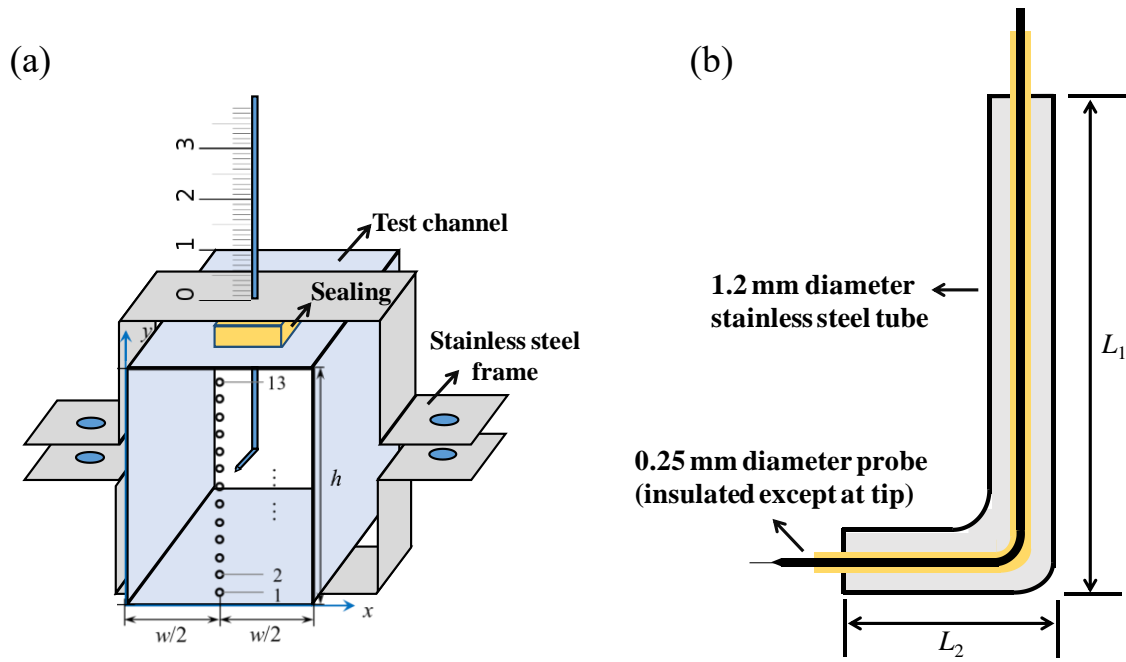 (a)
(b)
3
2
1
0
Test channel
Sealing
y
Stainless steel
frame
13
h
2
1
x
w/2
w/2
1.2 mm diameter
stainless steel tube
L1
0.25 mm diameter probe
(insulated except at tip)
L2